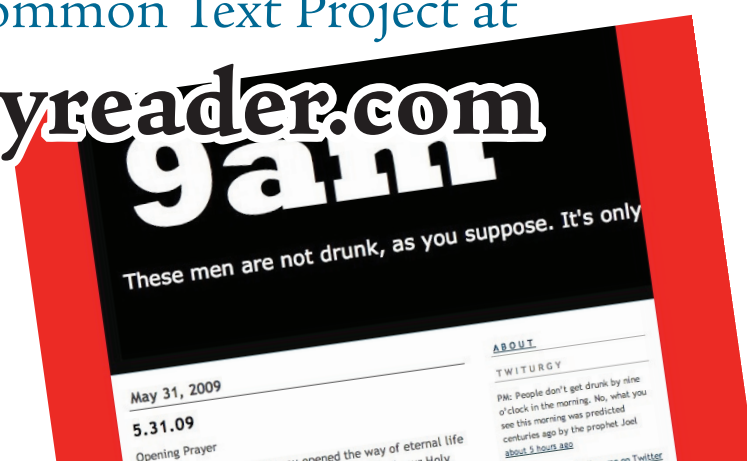 ommon Text Project at
yreader.com
9am
These men are not drunk, as you suppose. It's only
May 31, 2009
5.31.09
Opening Prayer
opened the way of eternal life
Holy
ABOUT
TWITURGY
PM: People don't get drunk by nine
o'clock in the morning. No, what you
see this morning was predicted
centuries ago by the prophet Joel
about 5 hours ago
on Twitter